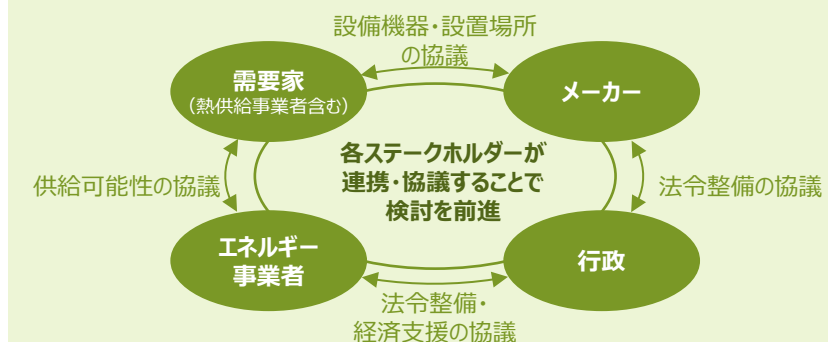 設備機器・設置場所
の協議
需要家
（熱供給事業者含む）
メーカー
各ステークホルダーが
連携・協議することで
検討を前進
供給可能性の協議
法令整備の協議
エネルギー
事業者
行政
法令整備・
経済支援の協議